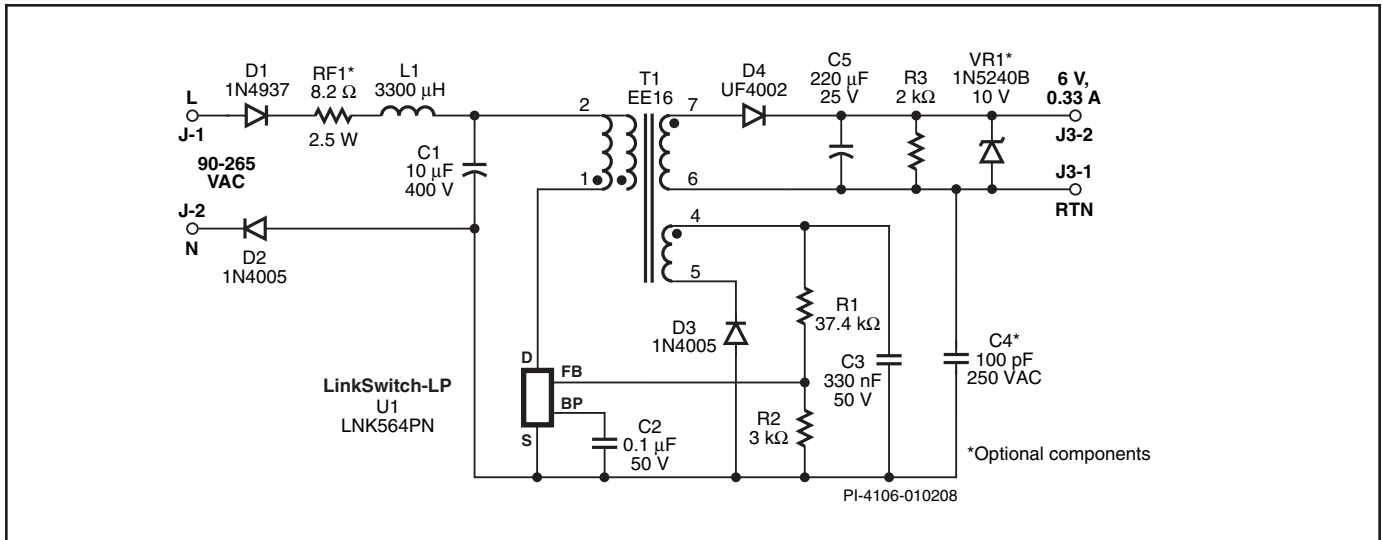 D1
1N4937
RF1*
8.2 Ω
2.5 W
L1
3300 μH
L
J-1
90-265
VAC
J-2
N
D2
1N4005
C1
10 μF
400 V
T1
EE16
2
1
7
6
4
5
D4
UF4002
C5
220 μF
25 V
R3
2 kΩ
VR1*
1N5240B
10 V
6 V,
0.33 A
J3-2
J3-1
RTN
D3
1N4005
R1
37.4 kΩ
C3
330 nF
50 V
C4*
100 pF
250 VAC
LinkSwitch-LP
U1
LNK564PN
D
FB
BP
S
C2
0.1 μF
50 V
R2
3 kΩ
*Optional components
PI-4106-010208